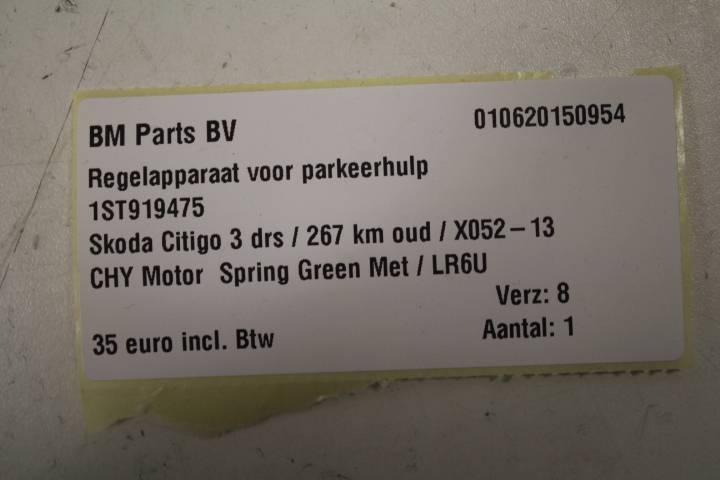 BM Parts BV 010620150954
Regelapparaat voor parkeerhulp
1ST919475
Skoda Citigo 3 drs / 267 km oud / X052-13
CHY Motor Spring Green Met / LR6U
Verz: 8
35 euro incl. Btw Aantal: 1